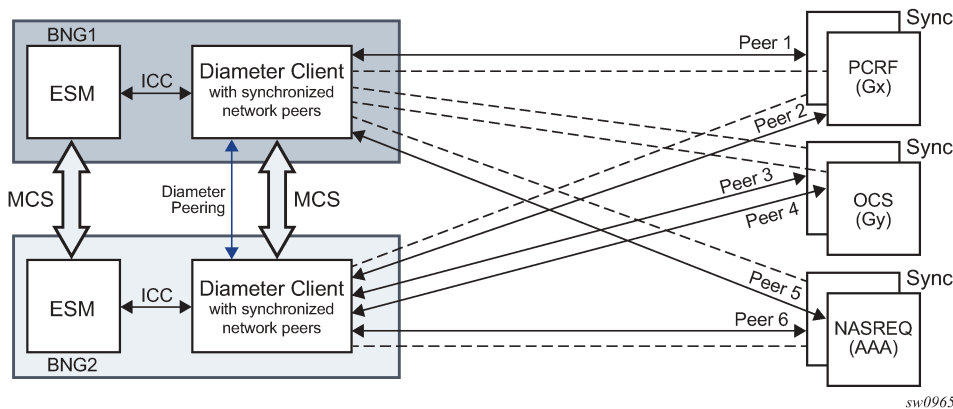 BNG1
ESM
ICC
Diameter Client
with synchronized
network peers
Peer 1
Sync
PCRF
(Gx)
Peer 2
MCS
Diameter
Peering
MCS
Peer 3
Peer 4
Sync
OCS
(Gy)
ESM
ICC
Diameter Client
with synchronized
network peers
BNG2
Peer 5
Peer 6
Sync
NASREQ
(AAA)
sw0965